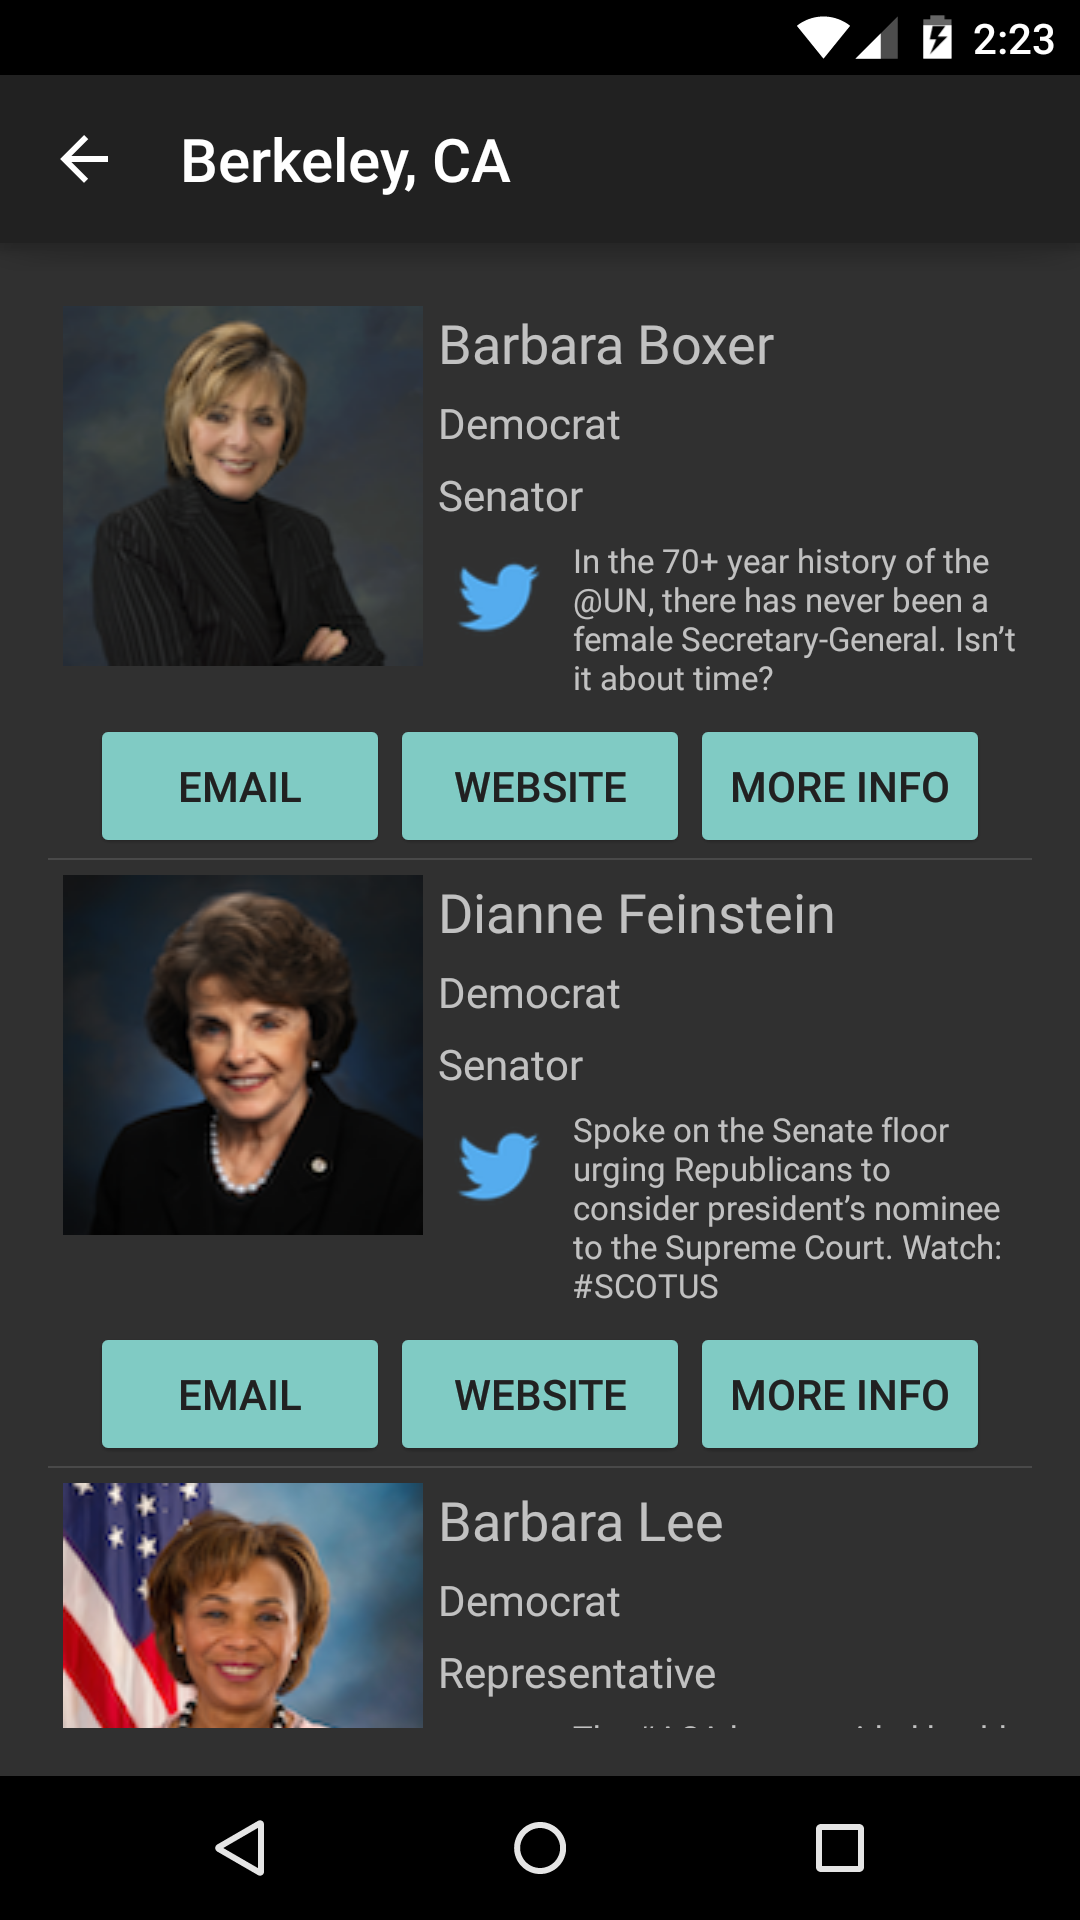 2:23
Berkeley, CA
Barbara Boxer
Democrat
Senator
In the 70+ year history of the
@UN, there has never been a
female Secretary-General. Isn’t
it about time?
EMAIL WEBSITE MORE INFO
Dianne Feinstein
Democrat
Senator
Spoke on the Senate floor
urging Republicans to
consider president’s nominee
to the Supreme Court. Watch:
#SCOTUS
EMAIL WEBSITE MORE INFO
Barbara Lee
Democrat
Representative